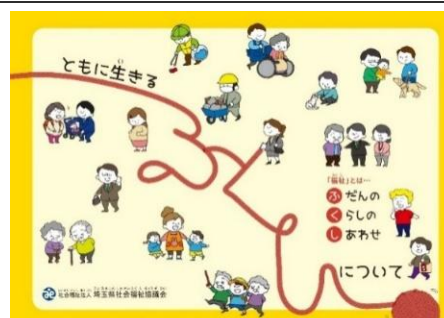 ともに生きる
ふくし
「福祉」とは…
ふ だんの
く らしの
し あわせ
について
社会福祉法人 埼玉県社会福祉協議会